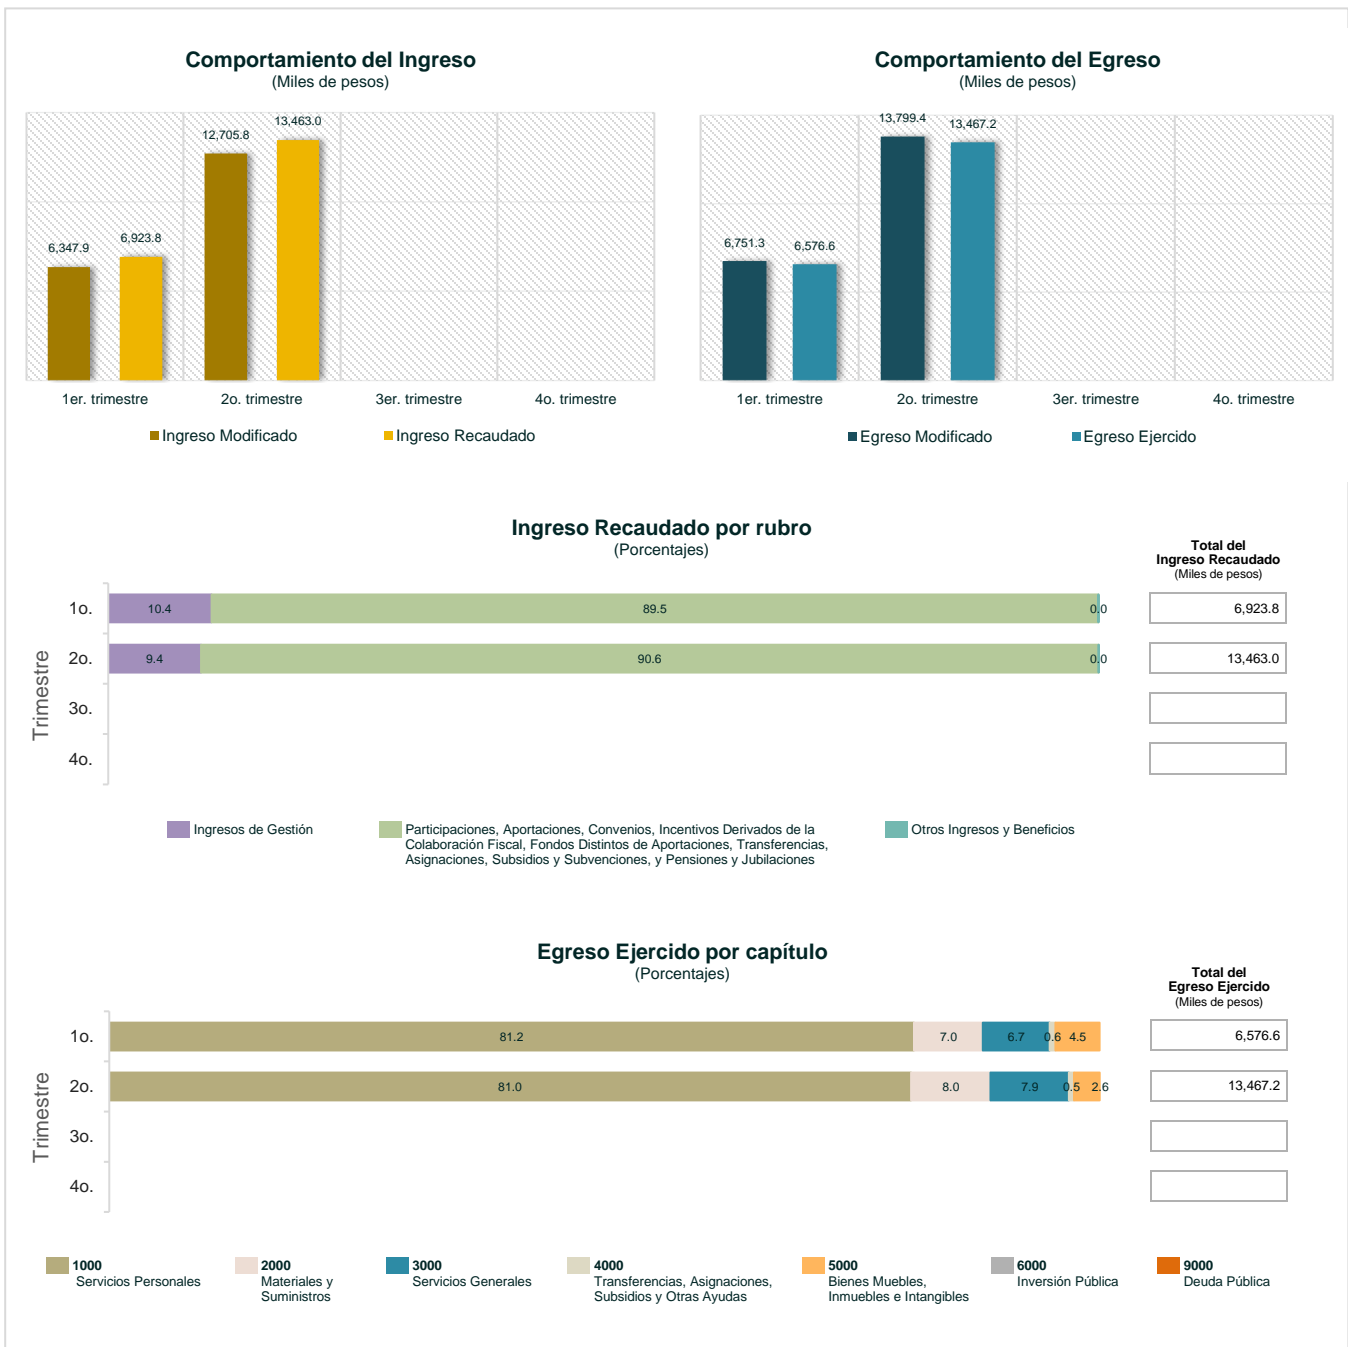 Comportamiento del Ingreso
(Miles de pesos)
12,705.8
13,463.0
6,347.9
6,923.8
1er. trimestre
2o. trimestre
3er. trimestre
4o. trimestre
Ingreso Modificado
Ingreso Recaudado
Comportamiento del Egreso
(Miles de pesos)
13,799.4
13,467.2
6,751.3
6,576.6
1er. trimestre
2o. trimestre
3er. trimestre
4o. trimestre
Egreso Modificado
Egreso Ejercido
Ingreso Recaudado por rubro
(Porcentajes)
Total del
Ingreso Recaudado
(Miles de pesos)
Trimestre
1o.
10.4
89.5
0.0
6,923.8
2o.
9.4
90.6
0.0
13,463.0
3o.
4o.
Ingresos de Gestión
Participaciones, Aportaciones, Convenios, Incentivos Derivados de la
Colaboración Fiscal, Fondos Distintos de Aportaciones, Transferencias,
Asignaciones, Subsidios y Subvenciones, y Pensiones y Jubilaciones
Otros Ingresos y Beneficios
Egreso Ejercido por capítulo
(Porcentajes)
Total del
Egreso Ejercido
(Miles de pesos)
Trimestre
1o.
81.2
7.0
6.7
0.6
4.5
6,576.6
2o.
81.0
8.0
7.9
0.5
2.6
13,467.2
3o.
4o.
1000
Servicios Personales
2000
Materiales y
Suministros
3000
Servicios Generales
4000
Transferencias, Asignaciones,
Subsidios y Otras Ayudas
5000
Bienes Muebles,
Inmuebles e Intangibles
6000
Inversión Pública
9000
Deuda Pública